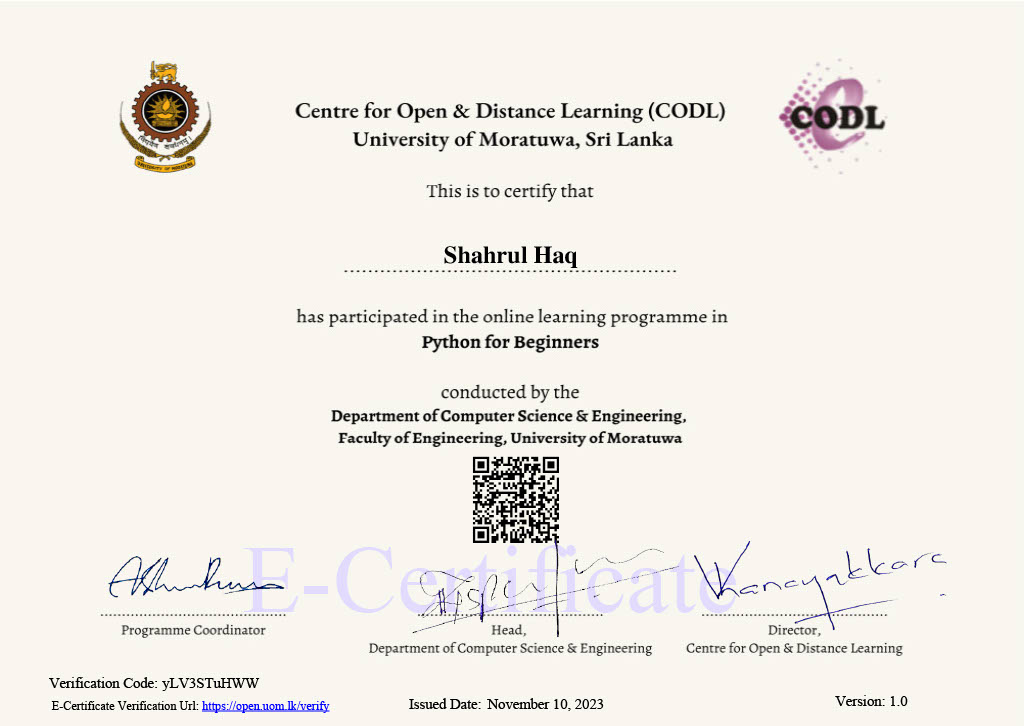 Centre for Open & Distance Learning (CODL)
University of Moratuwa, Sri Lanka
CODL
UNIVERSITY OF MORATUWA
This is to certify that
Shahrul Haq
has participated in the online learning programme in
Python for Beginners
conducted by the
Department of Computer Science & Engineering,
Faculty of Engineering, University of Moratuwa
E-Certificate
Programme Coordinator
Head,
Department of Computer Science & Engineering
Director,
Centre for Open & Distance Learning
Verification Code: yLV3STuHWW
E-Certificate Verification Url: https://open.uom.lk/verify
Issued Date: November 10, 2023
Version: 1.0